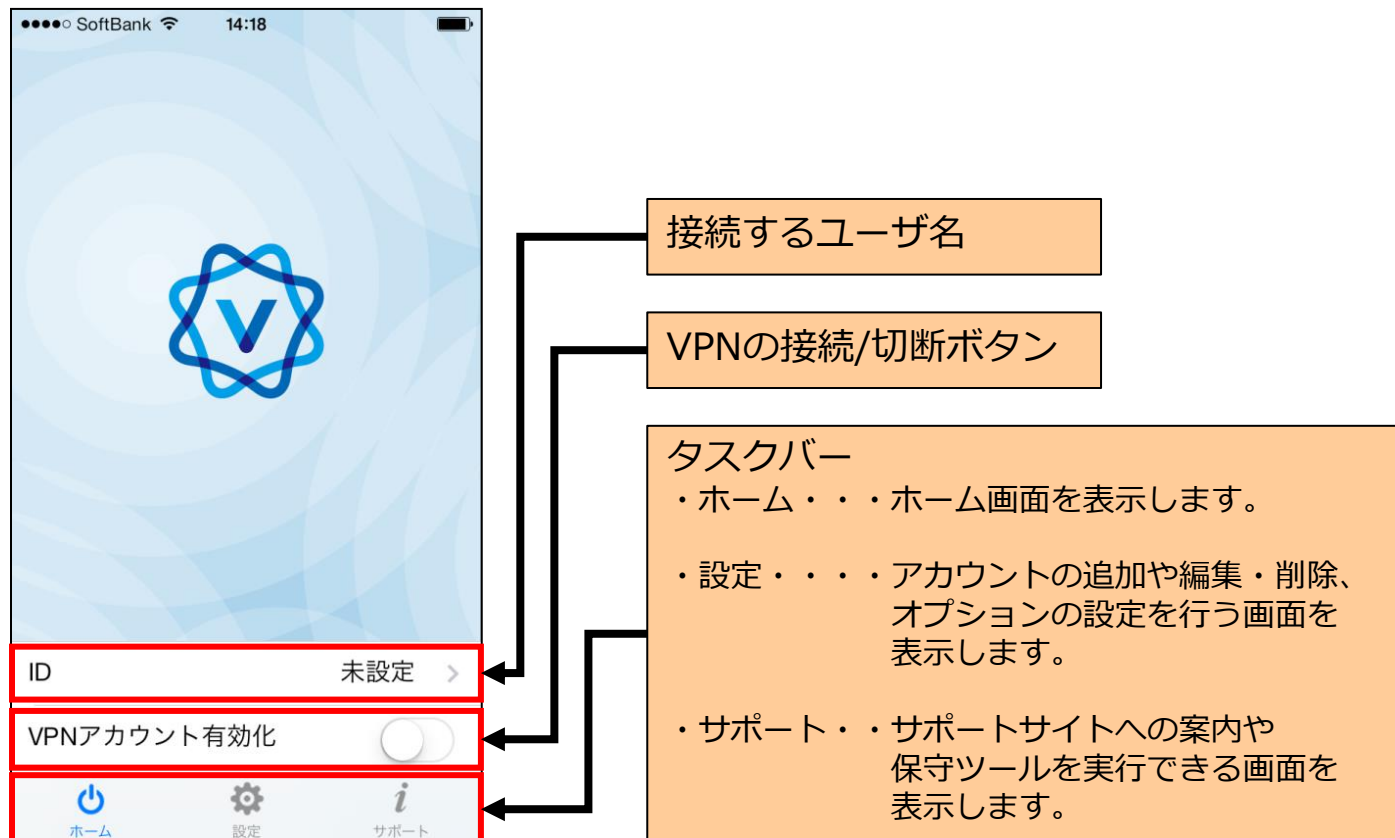 ●●●●○ SoftBank 14:18
V
ID 未設定 >
VPNアカウント有効化
ホーム 設定 サポート
接続するユーザ名
VPNの接続/切断ボタン
タスクバー
・ホーム・・・ホーム画面を表示します。
・設定・・・・アカウントの追加や編集・削除、
オプションの設定を行う画面を
表示します。
・サポート・・サポートサイトへの案内や
保守ツールを実行できる画面を
表示します。